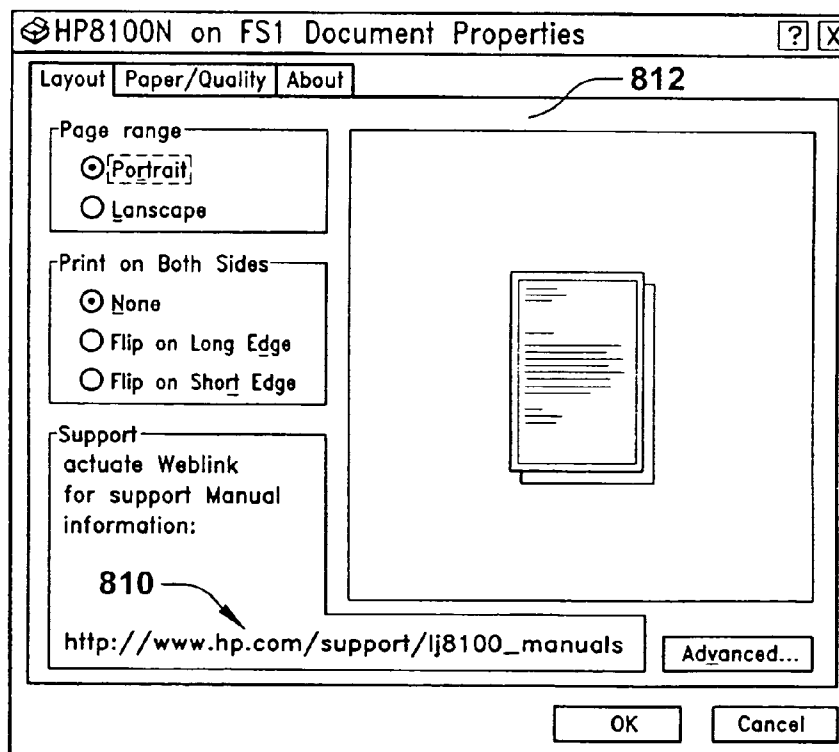 HP8100N on FS1 Document Properties ? X
Layout Paper/Quality About
812
Page range
Portrait
Lanscape
Print on Both Sides
None
Flip on Long Edge
Flip on Short Edge
Support
actuate Weblink
for support Manual
information:
810
http://www.hp.com/support/lj8100_manuals
Advanced...
OK Cancel